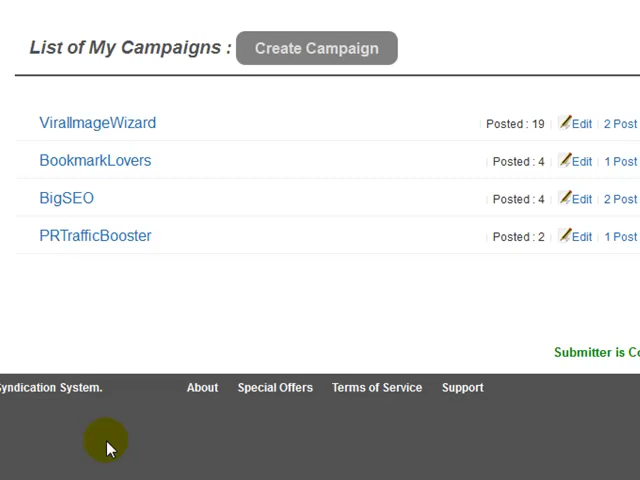 List of My Campaigns : Create Campaign
ViralImageWizard Posted : 19 Edit 2 Post
BookmarkLovers Posted : 4 Edit 1 Post
BigSEO Posted : 4 Edit 2 Post
PRTrafficBooster Posted : 2 Edit 1 Post
Submitter is
Syndication System. About Special Offers Terms of Service Support